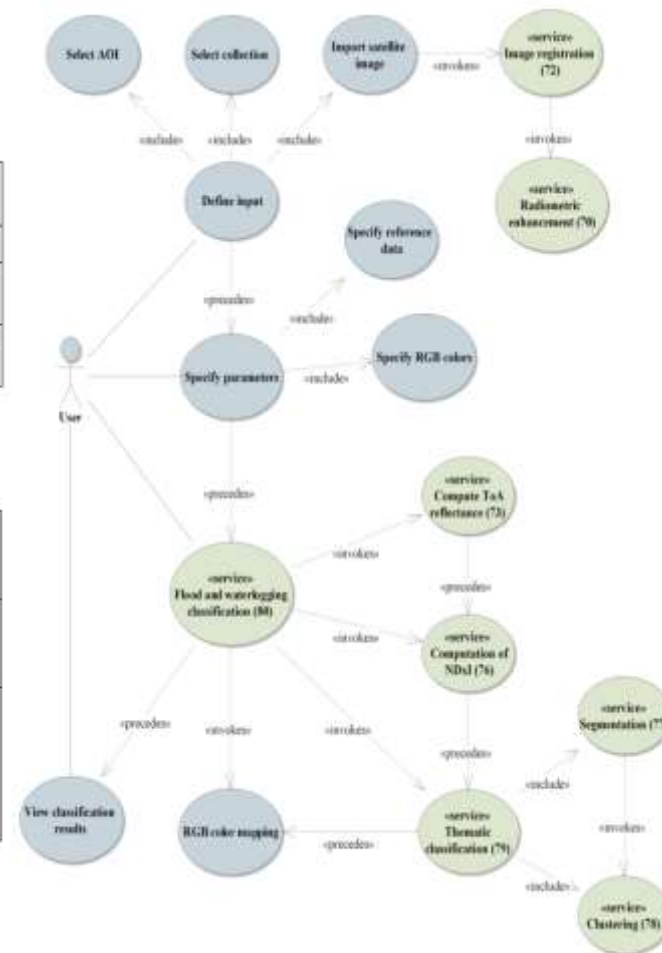 Select AOI
Select collection
Import satellite
image
«service»
Image registration
(72)
«invokes»
«include»
«include»
«include»
«invokes»
Define input
«service»
Radiometric
enhancement (70)
Specify reference
data
«precedes»
«include»
Specify parameters
«include»
Specify RGB colors
User
«precedes»
«service»
Compute ToA
reflectance (73)
«invokes»
«service»
Flood and waterlogging
classification (80)
«precedes»
«invokes»
«service»
Computation of
NDxI (76)
«service»
Segmentation (77
«precedes»
«invokes»
«invokes»
«precedes»
«include»
View classification
results
RGB color mapping
«precedes»
«service»
Thematic
classification (79)
«invokes»
«include»
«service»
Clustering (78)